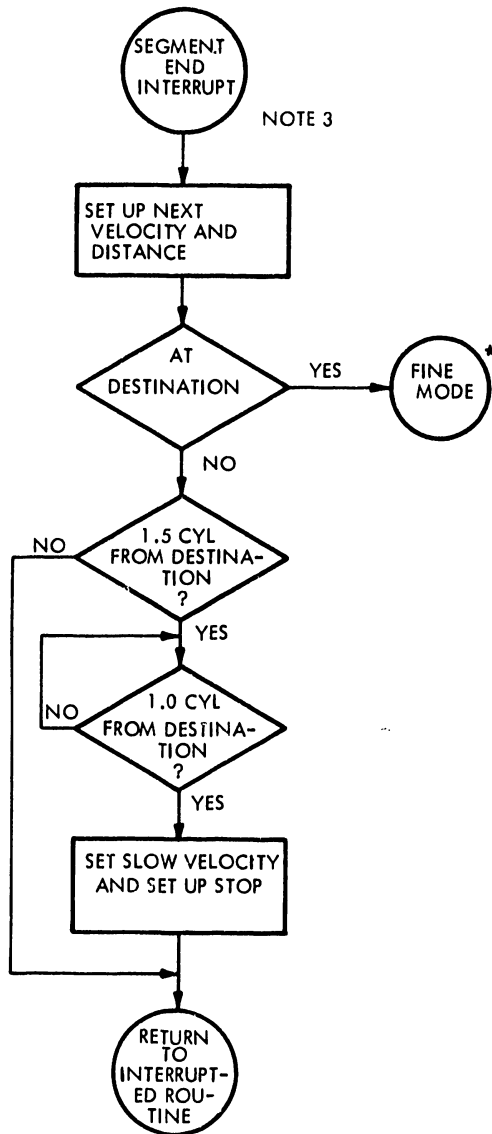 SEGMENT
END
INTERRUPT
NOTE 3
SET UP NEXT
VELOCITY AND
DISTANCE
AT
DESTINATION
YES
FINE
MODE
*
NO
1.5 CYL
FROM DESTINA-
TION
?
NO
YES
1.0 CYL
FROM DESTINA-
TION
?
NO
YES
SET SLOW VELOCITY
AND SET UP STOP
RETURN
TO
INTERRUPT-
ED ROU-
TINE